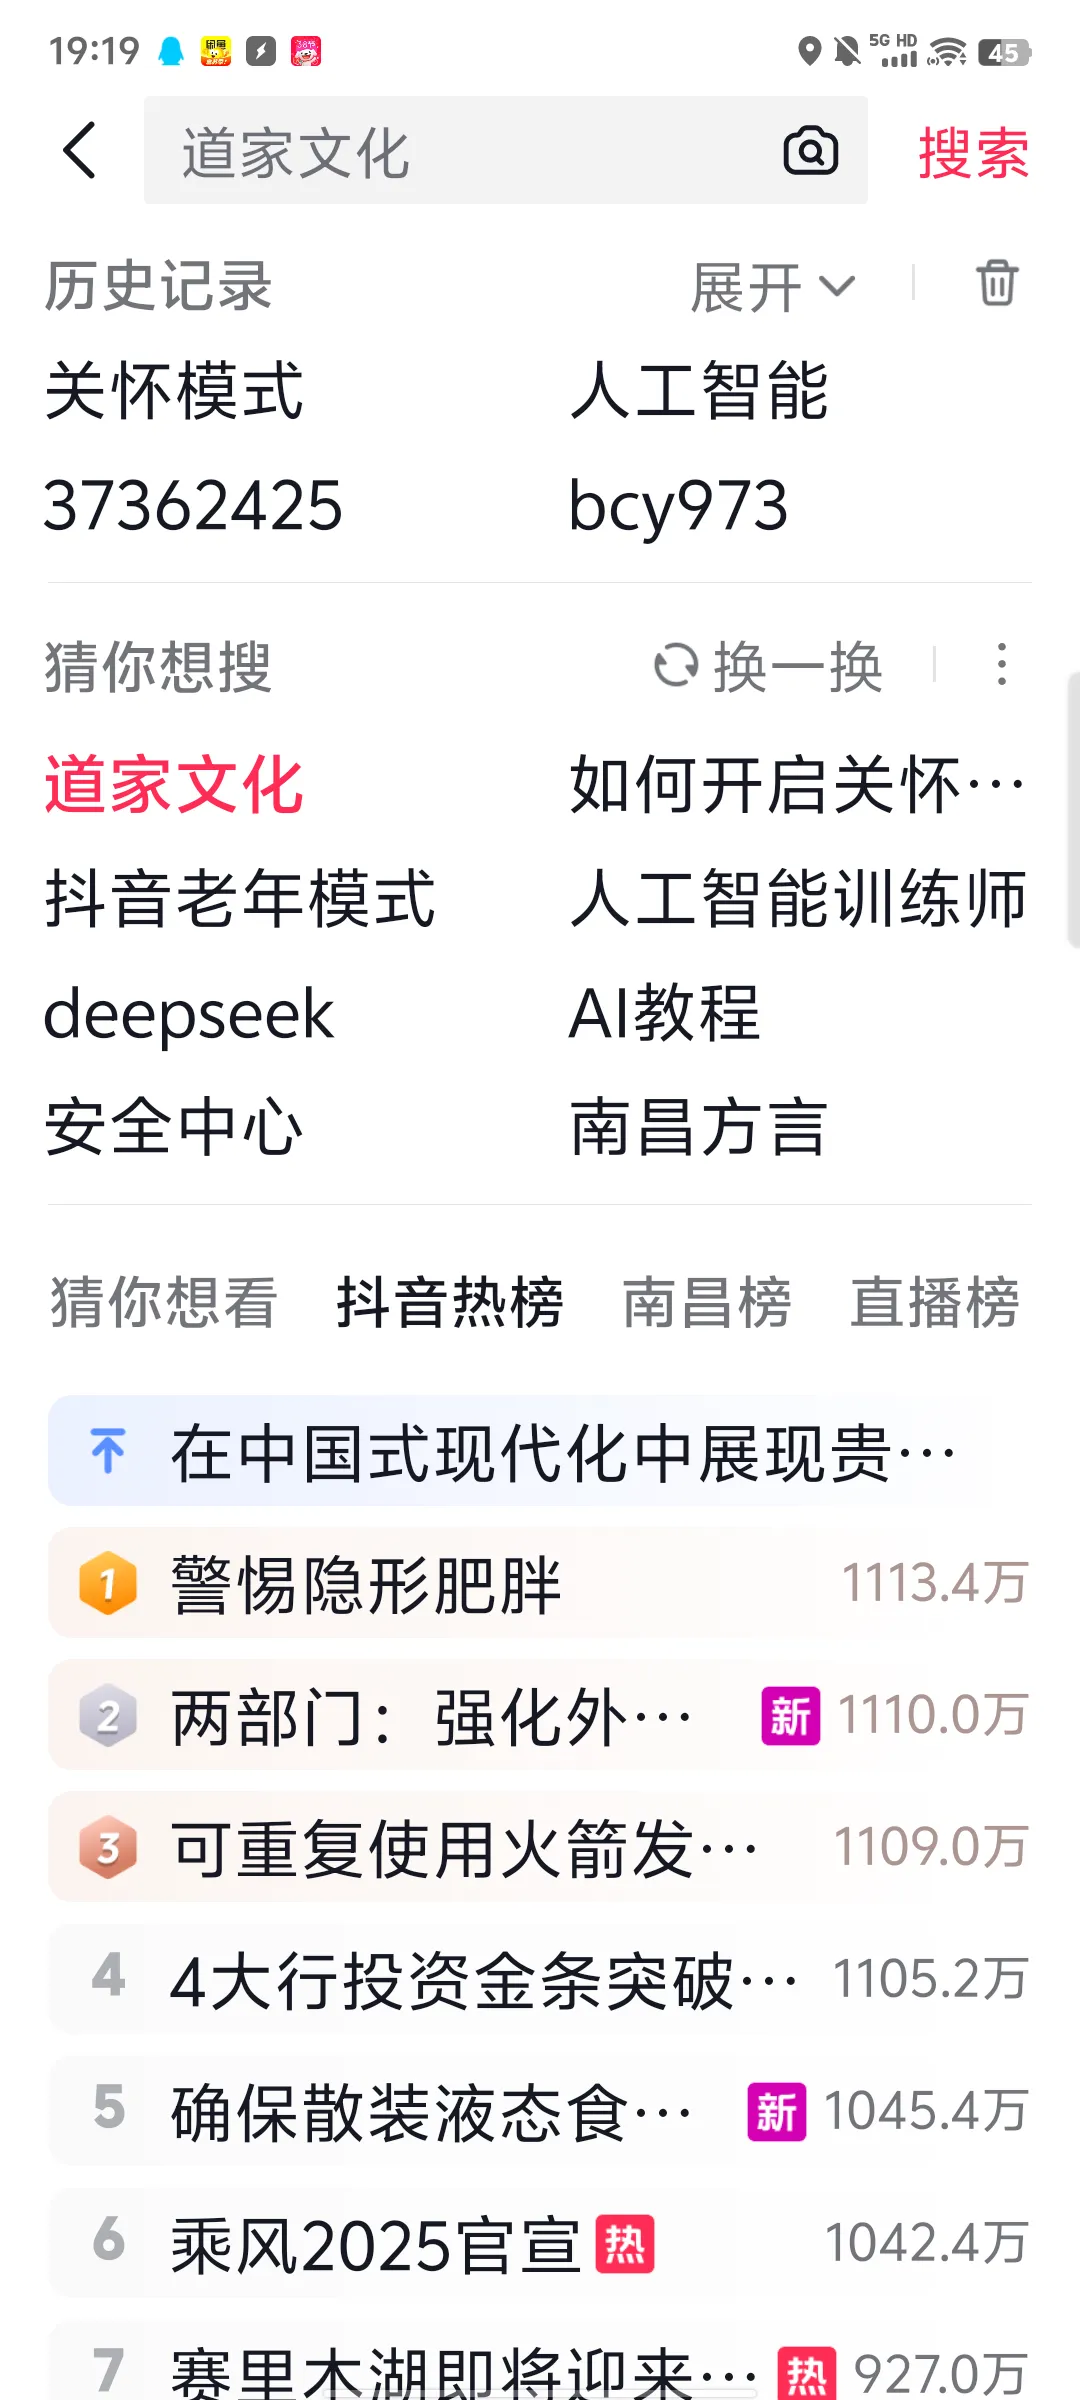 19:19 5G HD 45
道家文化 搜索
历史记录 展开
关怀模式 人工智能
37362425 bcy973
猜你想搜 换一换
道家文化 如何开启关怀…
抖音老年模式 人工智能训练师
deepseek AI教程
安全中心 南昌方言
猜你想看 抖音热榜 南昌榜 直播榜
在中国式现代化中展现贵…
1 警惕隐形肥胖 1113.4万
2 两部门：强化外… 新 1110.0万
3 可重复使用火箭发… 1109.0万
4 4大行投资金条突破… 1105.2万
5 确保散装液态食… 新 1045.4万
6 乘风2025官宣 热 1042.4万
7 赛里木湖即将迎来… 热 927.0万